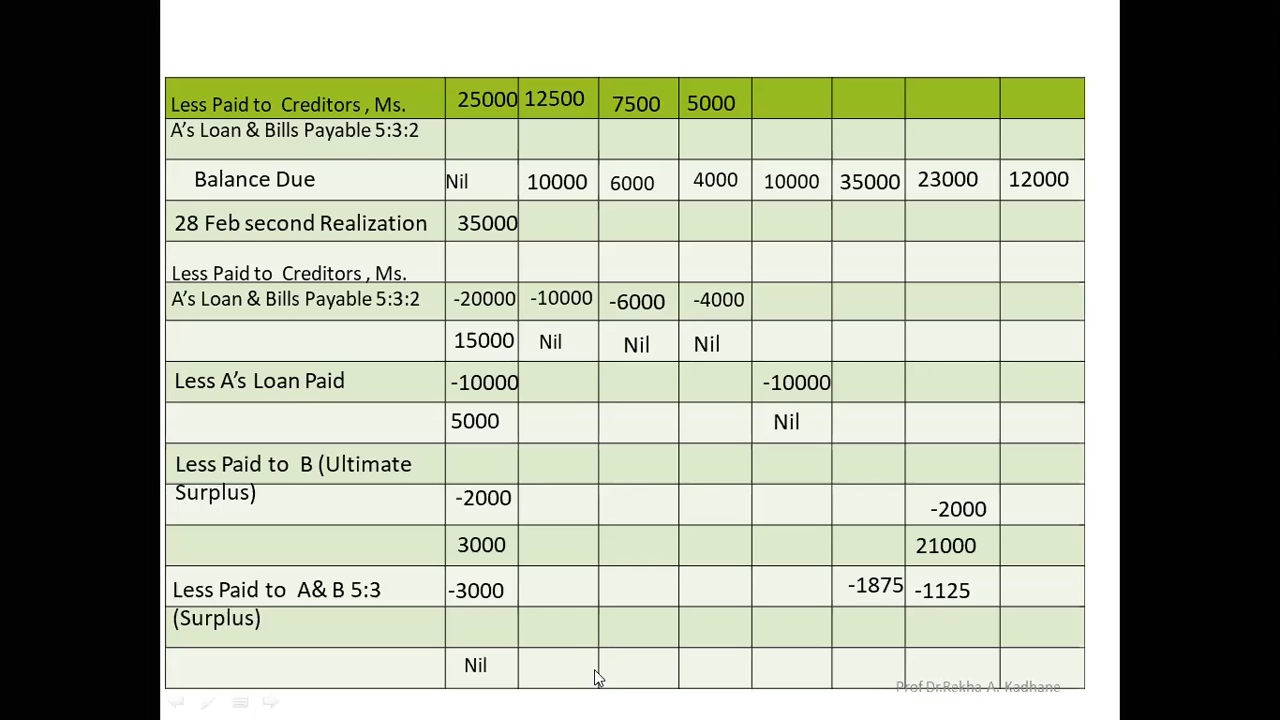 Less Paid to Creditors , Ms. 25000 12500 7500 5000
A's Loan & Bills Payable 5:3:2
Balance Due Nil 10000 6000 4000 10000 35000 23000 12000
28 Feb second Realization 35000
Less Paid to Creditors , Ms.
A's Loan & Bills Payable 5:3:2 -20000 -10000 -6000 -4000
15000 Nil Nil Nil
Less A's Loan Paid -10000 -10000
5000 Nil
Less Paid to B (Ultimate
Surplus) -2000 -2000
3000 21000
Less Paid to A& B 5:3 -3000 -1875 -1125
(Surplus)
Nil
Prof Dr.Rekha A. Kadhane